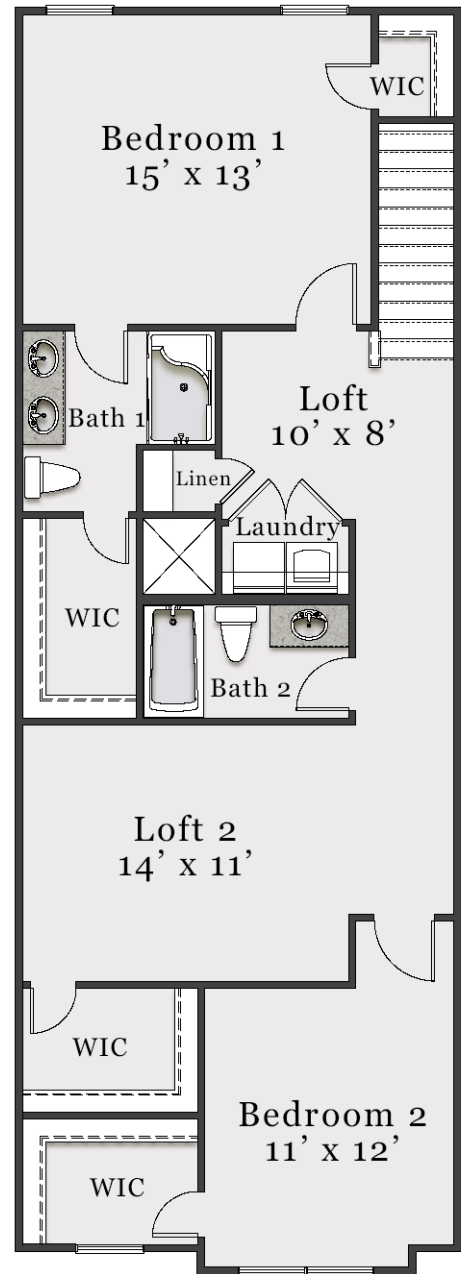 WIC
Bedroom 1
15’ x 13’
Loft
10’ x 8’
Bath 1
Linen
Laundry
WIC
Bath 2
Loft 2
14’ x 11’
WIC
Bedroom 2
11’ x 12’
WIC